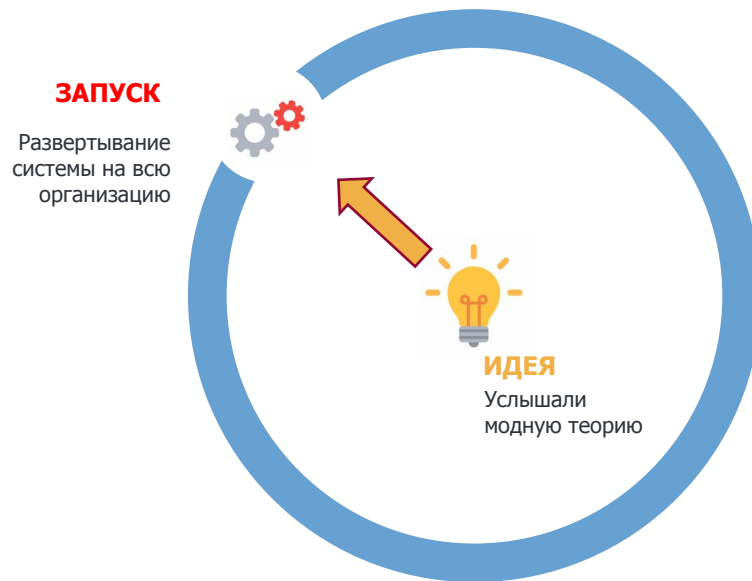 ЗАПУСК
Развертывание
системы на всю
организацию
ИДЕЯ
Услышали
модную теорию